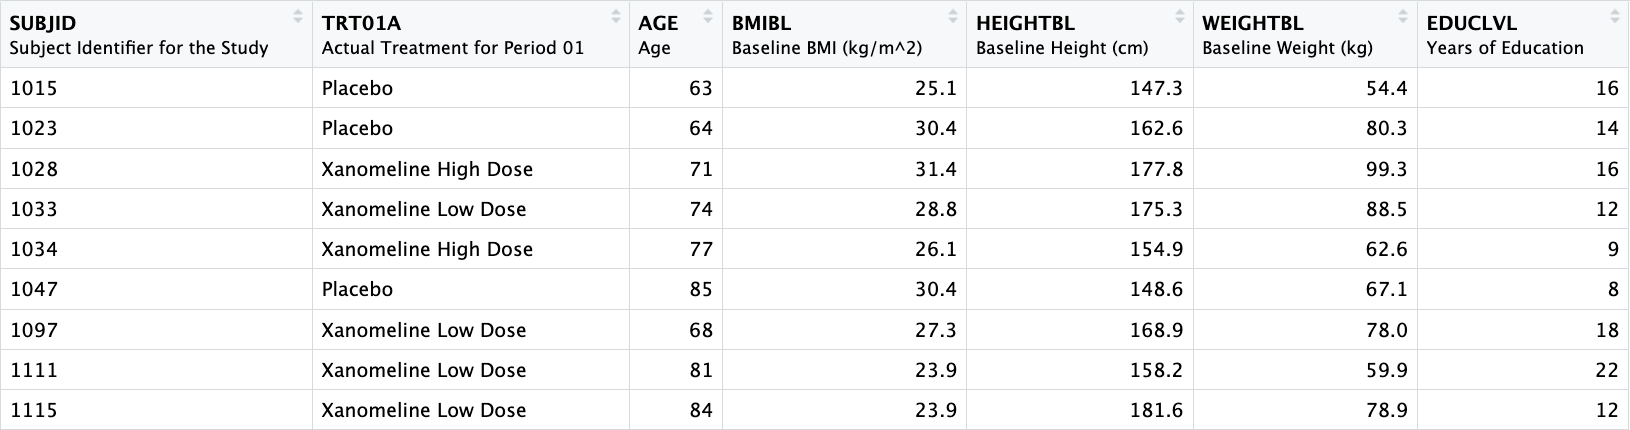 SUBJID TRT01A AGE BMIBL HEIGHTBL WEIGHTBL EDUCLVL
Subject Identifier for the Study Actual Treatment for Period 01 Age Baseline BMI (kg/m^2) Baseline Height (cm) Baseline Weight (kg) Years of Education
1015 Placebo 63 25.1 147.3 54.4 16
1023 Placebo 64 30.4 162.6 80.3 14
1028 Xanomeline High Dose 71 31.4 177.8 99.3 16
1033 Xanomeline Low Dose 74 28.8 175.3 88.5 12
1034 Xanomeline High Dose 77 26.1 154.9 62.6 9
1047 Placebo 85 30.4 148.6 67.1 8
1097 Xanomeline Low Dose 68 27.3 168.9 78.0 18
1111 Xanomeline Low Dose 81 23.9 158.2 59.9 22
1115 Xanomeline Low Dose 84 23.9 181.6 78.9 12